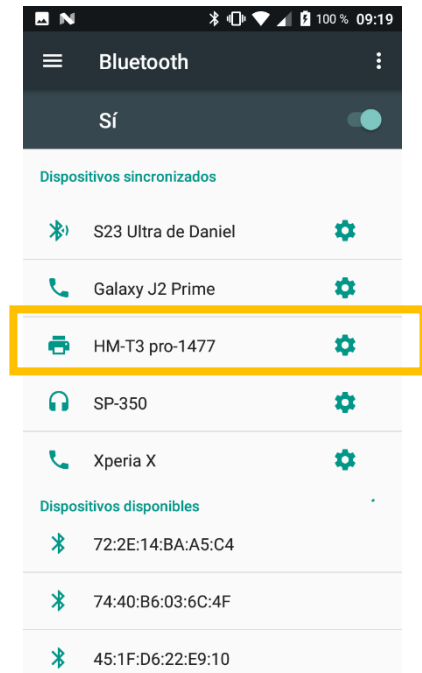 100 % 09:19
Bluetooth
Sí
Dispositivos sincronizados
S23 Ultra de Daniel
Galaxy J2 Prime
HM-T3 pro-1477
SP-350
Xperia X
Dispositivos disponibles
72:2E:14:BA:A5:C4
74:40:B6:03:6C:4F
45:1F:D6:22:E9:10